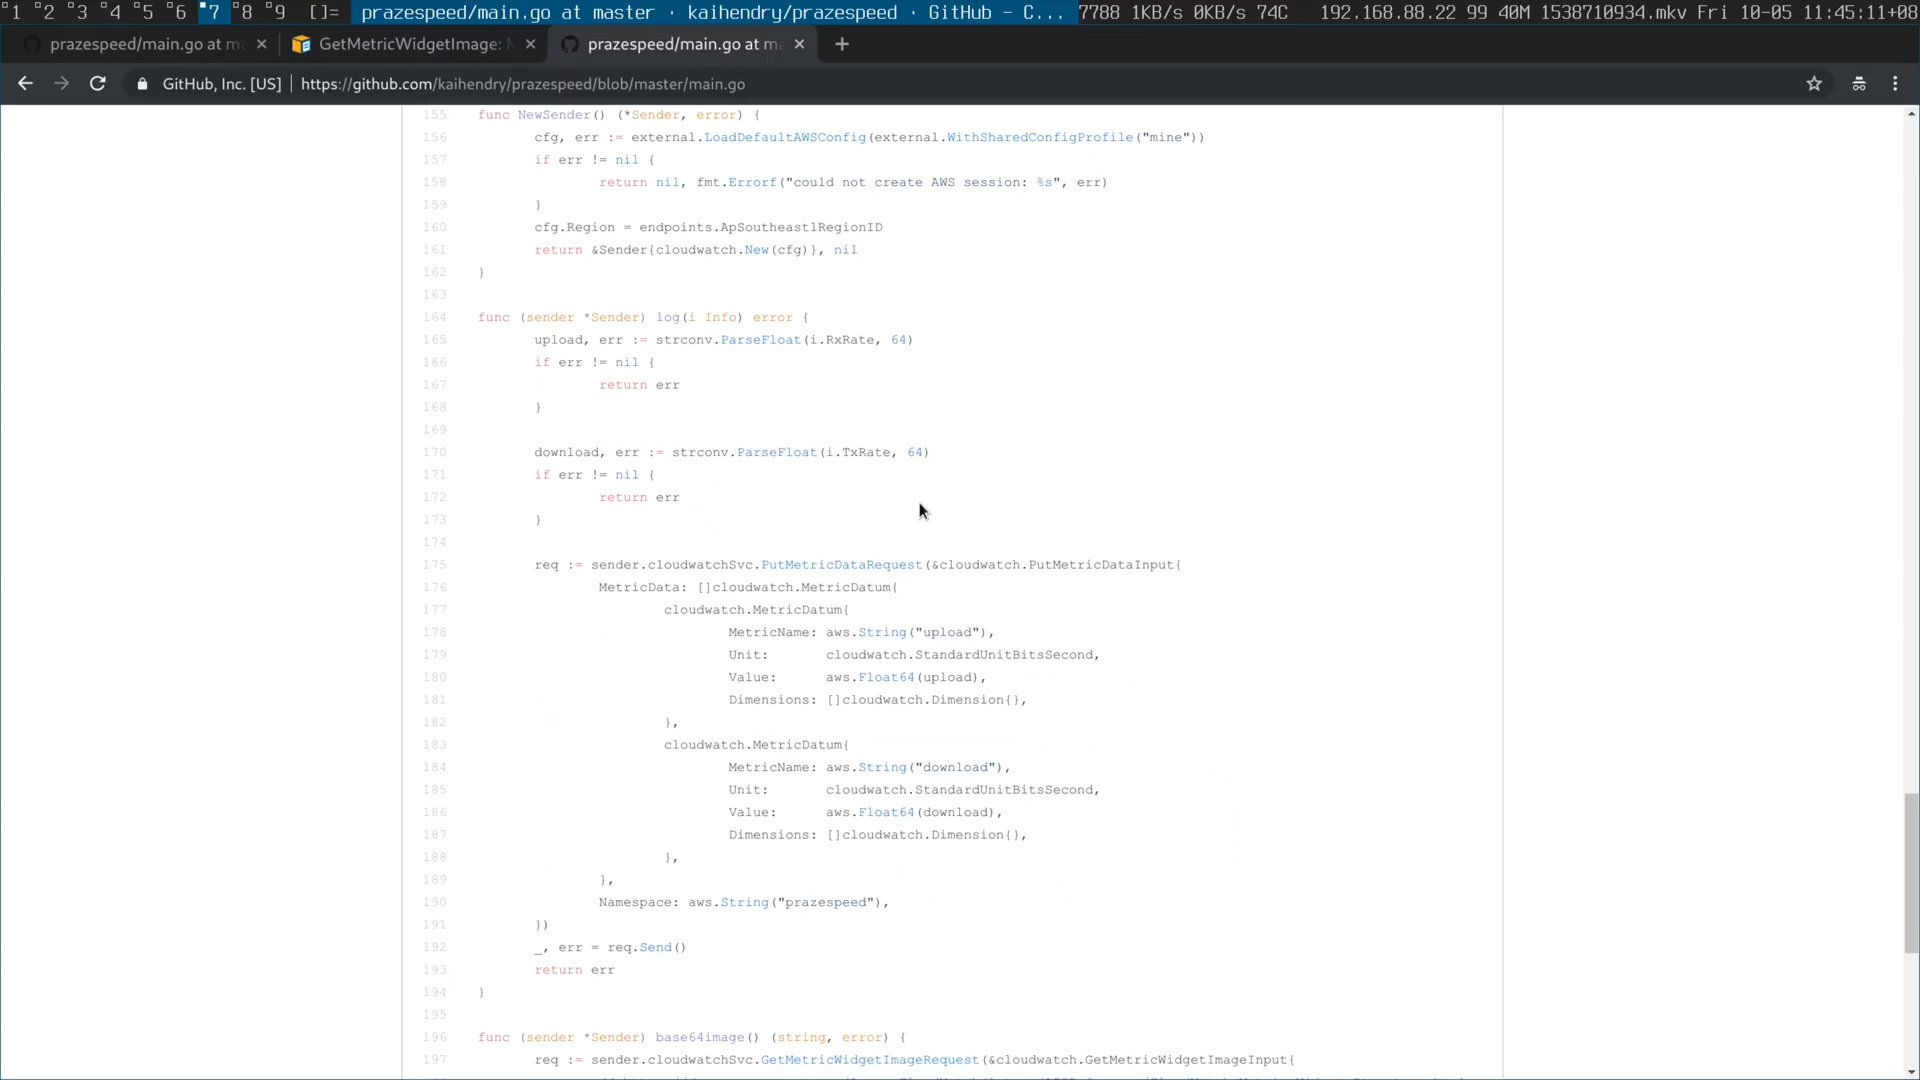 1 2 3 4 5 6 7 8 9 []= prazespeed/main.go at master · kaihendry/prazespeed · GitHub - C... 7788 1KB/s 0KB/s 74C 192.168.88.22 99 40M 1538710934.mkv Fri 10-05 11:45:11+08
prazespeed/main.go at ma GetMetricWidgetImage: M prazespeed/main.go at ma
GitHub, Inc. [US] https://github.com/kaihendry/prazespeed/blob/master/main.go
155 func NewSender() (*Sender, error) {
156 cfg, err := external.LoadDefaultAWSConfig(external.WithSharedConfigProfile("mine"))
157 if err != nil {
158 return nil, fmt.Errorf("could not create AWS session: %s", err)
159 }
160 cfg.Region = endpoints.ApSoutheast1RegionID
161 return &Sender{cloudwatch.New(cfg)}, nil
162 }
163
164 func (sender *Sender) log(i Info) error {
165 upload, err := strconv.ParseFloat(i.RxRate, 64)
166 if err != nil {
167 return err
168 }
169
170 download, err := strconv.ParseFloat(i.TxRate, 64)
171 if err != nil {
172 return err
173 }
174
175 req := sender.cloudwatchSvc.PutMetricDataRequest(&cloudwatch.PutMetricDataInput{
176 MetricData: []cloudwatch.MetricDatum{
177 cloudwatch.MetricDatum{
178 MetricName: aws.String("upload"),
179 Unit: cloudwatch.StandardUnitBitsSecond,
180 Value: aws.Float64(upload),
181 Dimensions: []cloudwatch.Dimension{},
182 },
183 cloudwatch.MetricDatum{
184 MetricName: aws.String("download"),
185 Unit: cloudwatch.StandardUnitBitsSecond,
186 Value: aws.Float64(download),
187 Dimensions: []cloudwatch.Dimension{},
188 },
189 },
190 Namespace: aws.String("prazespeed"),
191 })
192 _, err = req.Send()
193 return err
194 }
195
196 func (sender *Sender) base64image() (string, error) {
197 req := sender.cloudwatchSvc.GetMetricWidgetImageRequest(&cloudwatch.GetMetricWidgetImageInput{